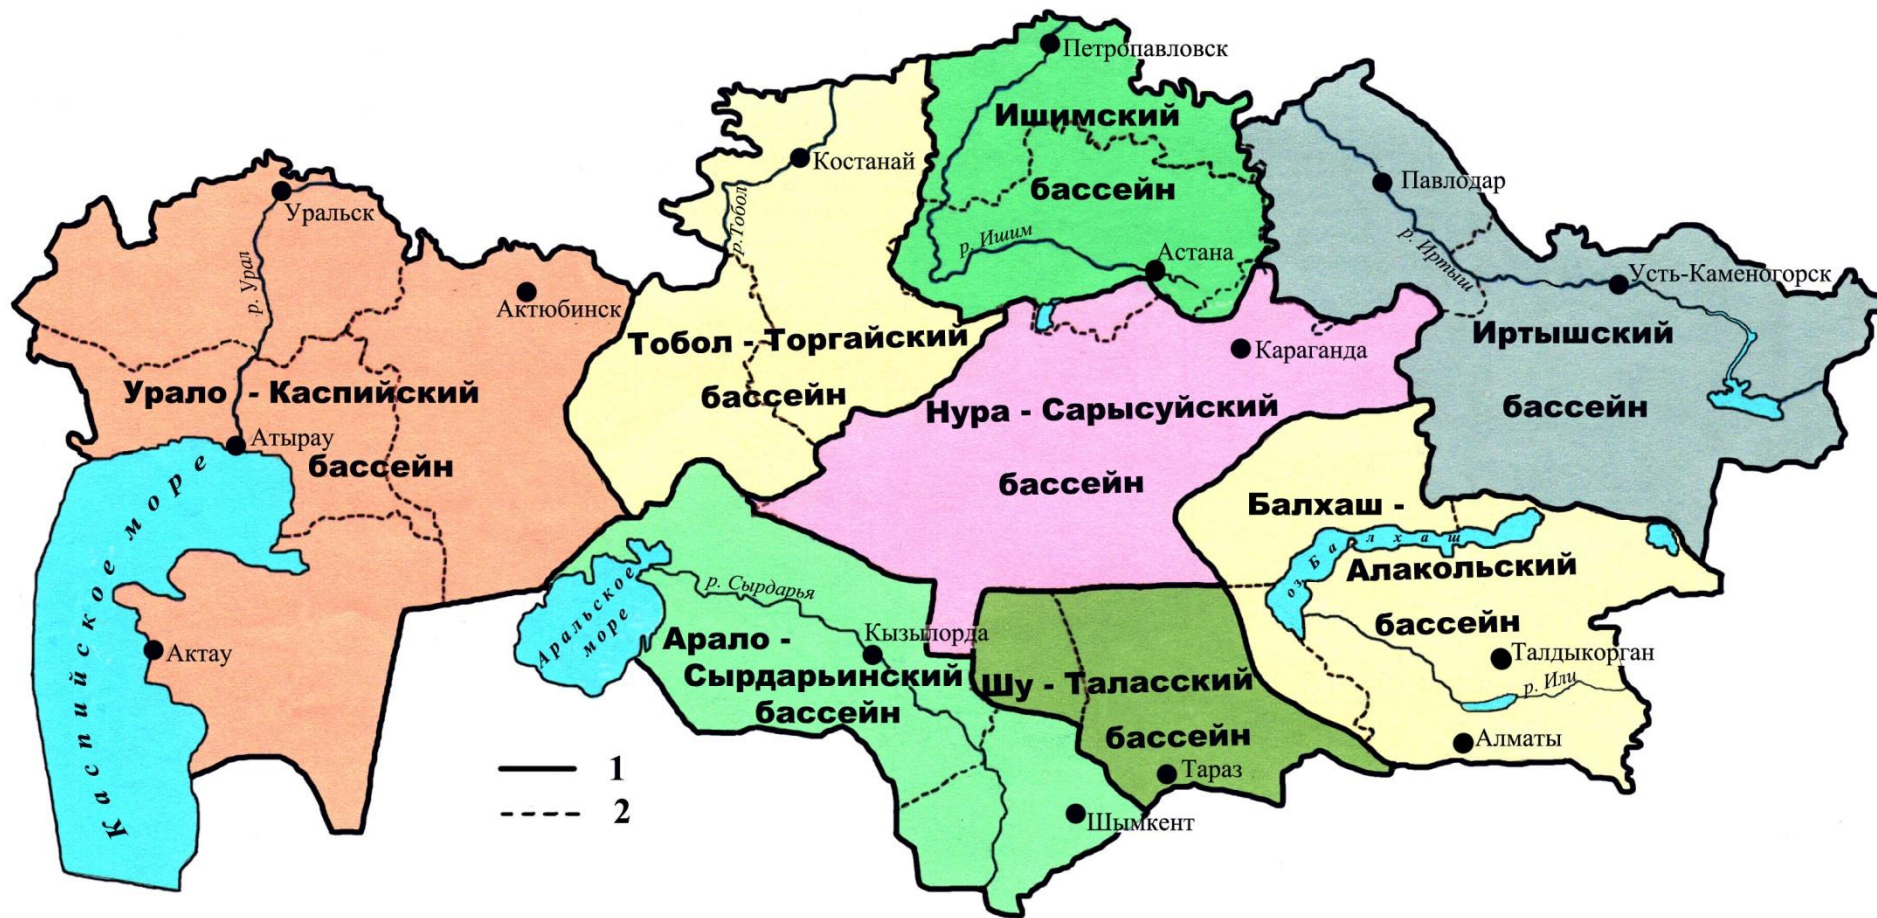 Петропавловск
Ишимский
бассейн
р. Ишим
Астана
Костанай
р.Тобол
Тобол - Торгайский
бассейн
Павлодар
р. Иртыш
Усть-Каменогорск
Иртышский
бассейн
Уральск
р. Урал
Актюбинск
Урало - Каспийский
бассейн
Атырау
Каспийское море
Актау
Караганда
Нура - Сарысуйский
бассейн
Балхаш -
Алакольский
бассейн
оз. Балхаш
Талдыкорган
р. Или
Алматы
Аральское
море
р. Сырдарья
Кызылорда
Арало -
Сырдарьинский
бассейн
Шымкент
Шу - Таласский
бассейн
Тараз
1
2